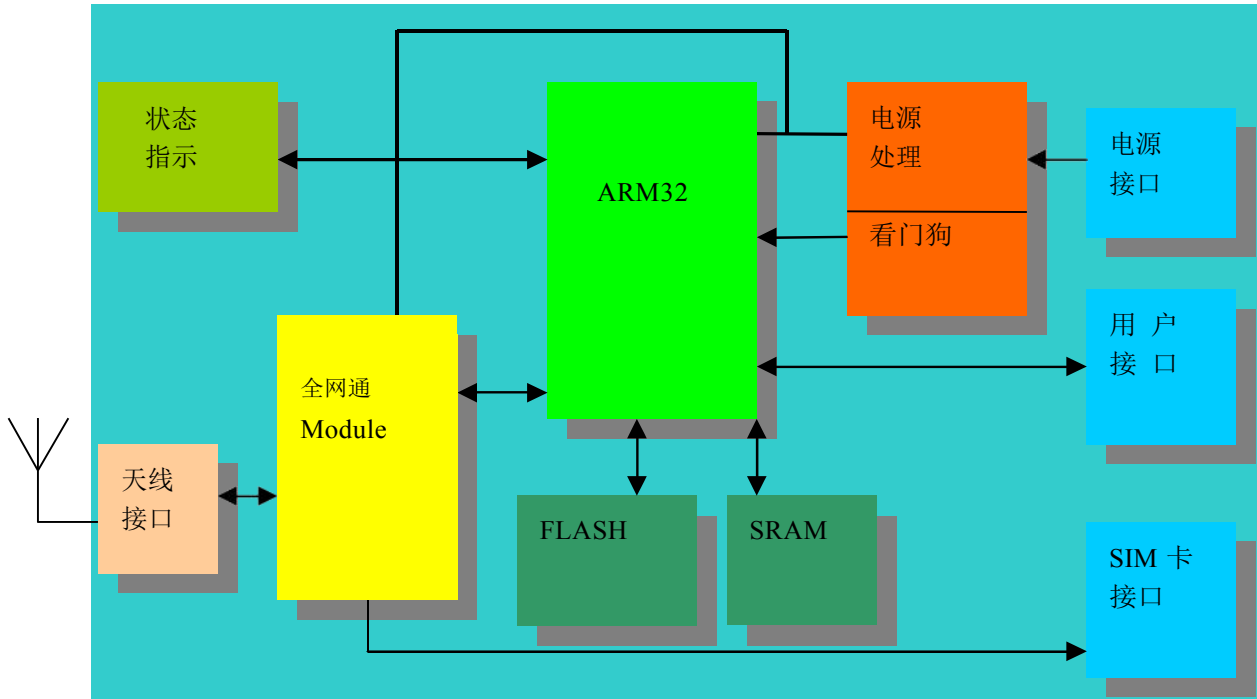 状态
指示
ARM32
电源
处理
看门狗
电源
接口
用 户
接 口
全网通
Module
天线
接口
FLASH
SRAM
SIM 卡
接口